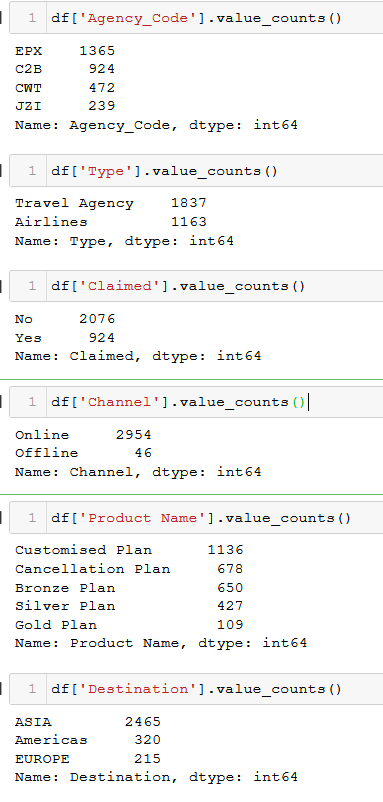 1 df['Agency_Code'].value_counts()
EPX 1365
C2B 924
CWT 472
JZI 239
Name: Agency_Code, dtype: int64
1 df['Type'].value_counts()
Travel Agency 1837
Airlines 1163
Name: Type, dtype: int64
1 df['Claimed'].value_counts()
No 2076
Yes 924
Name: Claimed, dtype: int64
1 df['Channel'].value_counts()
Online 2954
Offline 46
Name: Channel, dtype: int64
1 df['Product Name'].value_counts()
Customised Plan 1136
Cancellation Plan 678
Bronze Plan 650
Silver Plan 427
Gold Plan 109
Name: Product Name, dtype: int64
1 df['Destination'].value_counts()
ASIA 2465
Americas 320
EUROPE 215
Name: Destination, dtype: int64